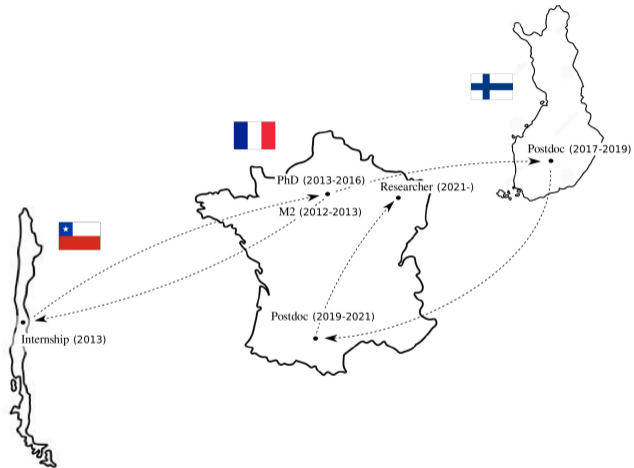 Postdoc (2017-2019)
PhD (2013-2016)
Researcher (2021-)
M2 (2012-2013)
Postdoc (2019-2021)
Internship (2013)